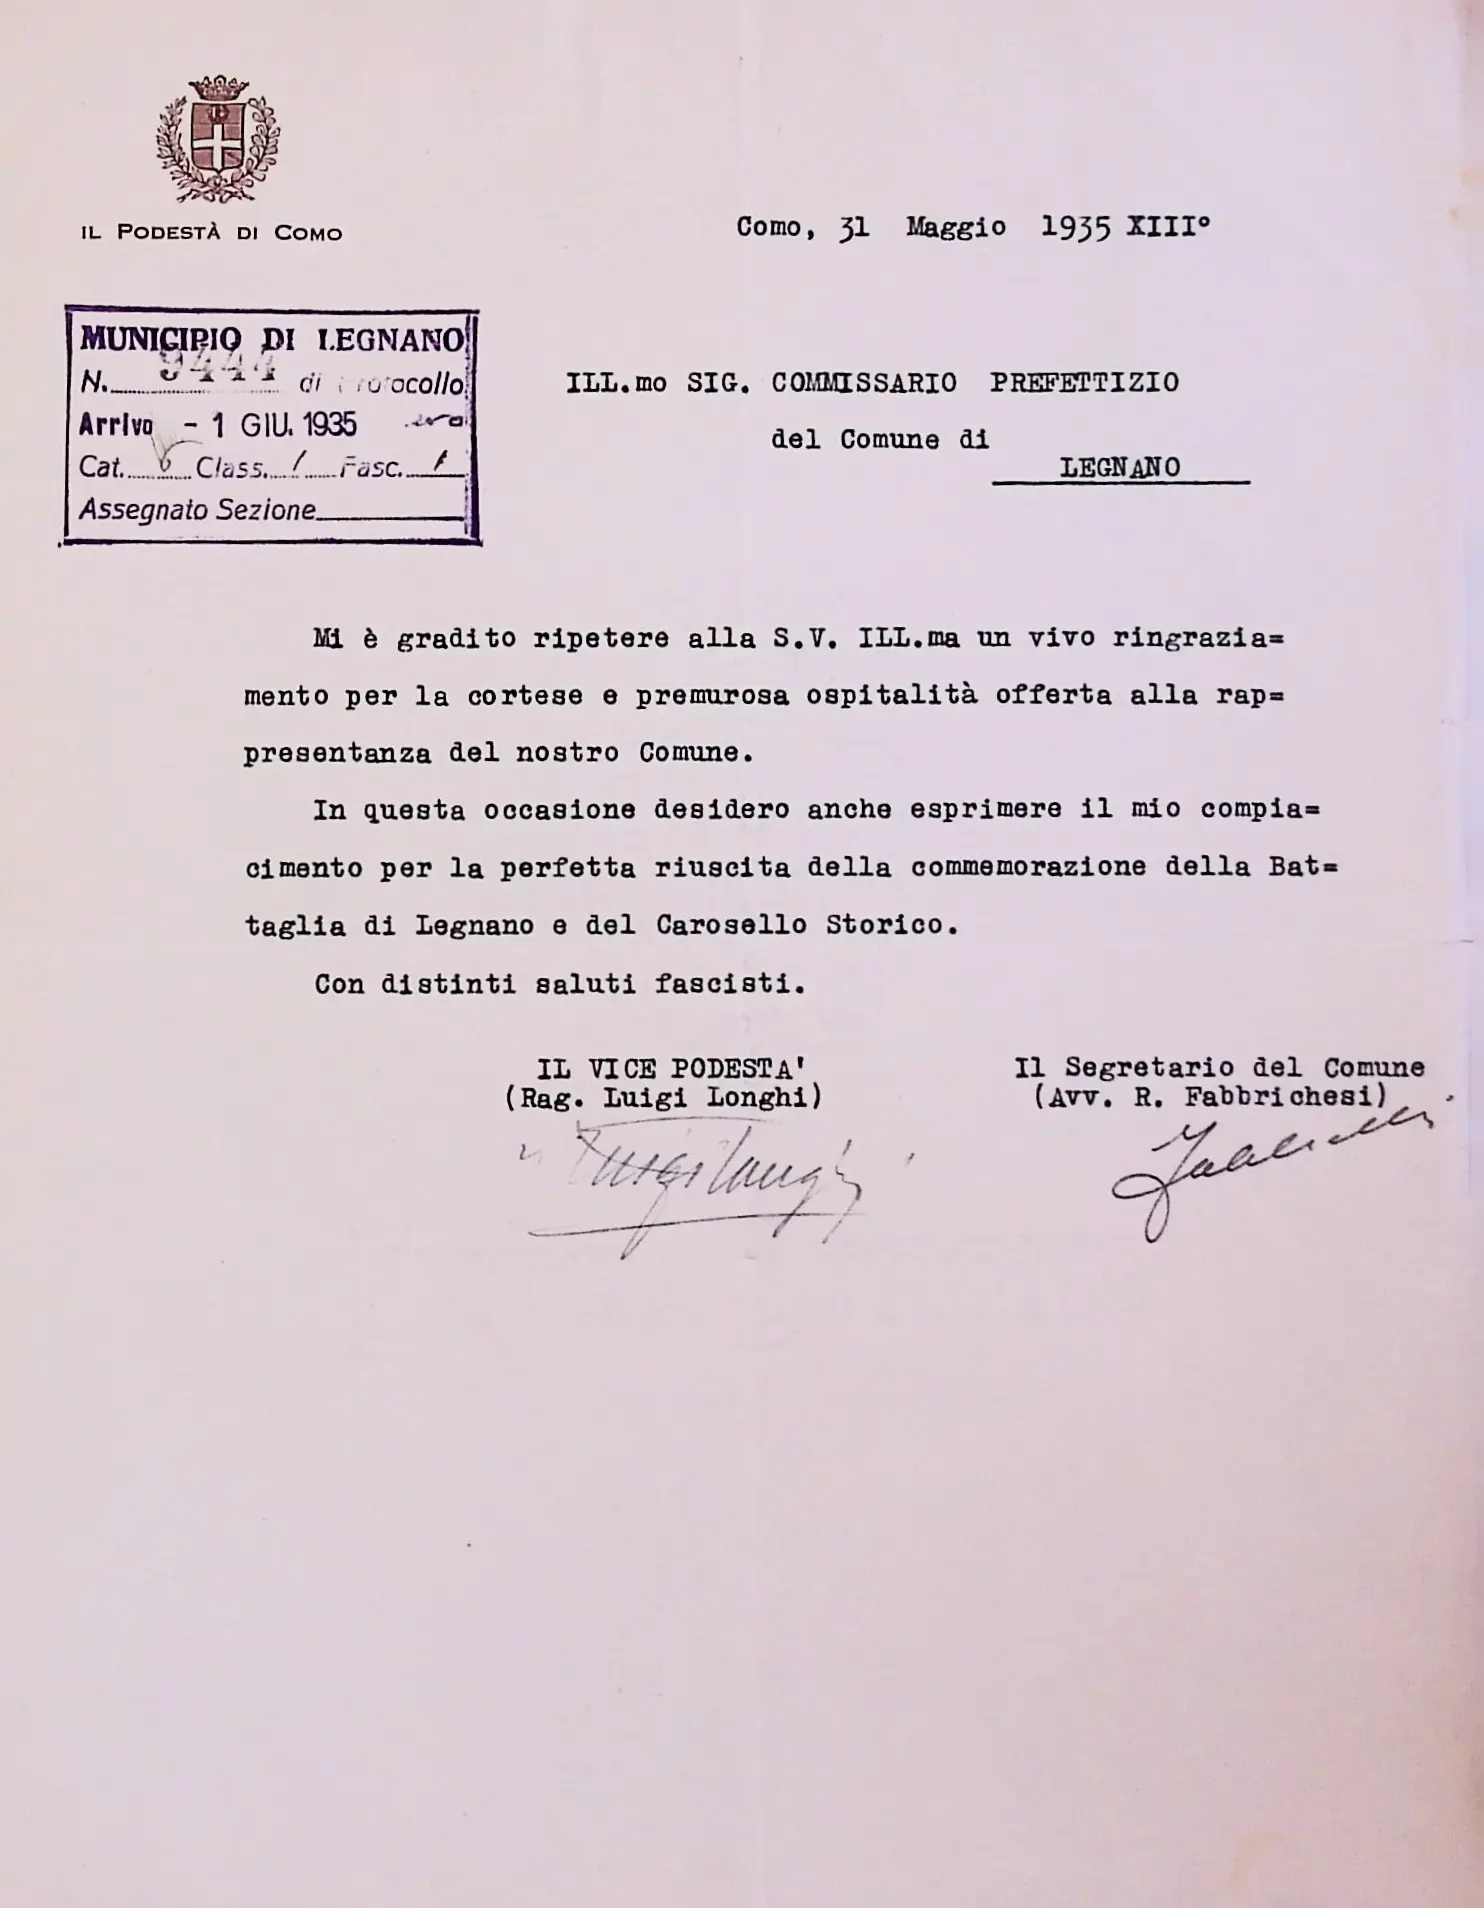 IL PODESTÀ DI COMO
Como, 31 Maggio 1935 XIII°
MUNICIPIO DI LEGNANO
N. 9444 di Protocollo
Arrivo - 1 GIU. 1935
Cat. 6 Class. 1 Fasc. 1
Assegnato Sezione
ILL.mo SIG. COMMISSARIO PREFETTIZIO
del Comune di
LEGNANO
Mi è gradito ripetere alla S.V. ILL.ma un vivo ringrazia=
mento per la cortese e premurosa ospitalità offerta alla rap=
presentanza del nostro Comune.
In questa occasione desidero anche esprimere il mio compia=
cimento per la perfetta riuscita della commemorazione della Bat=
taglia di Legnano e del Carosello Storico.
Con distinti saluti fascisti.
IL VICE PODESTA'
(Rag. Luigi Longhi)
Luigi Longhi
Il Segretario del Comune
(Avv. R. Fabbrichesi)